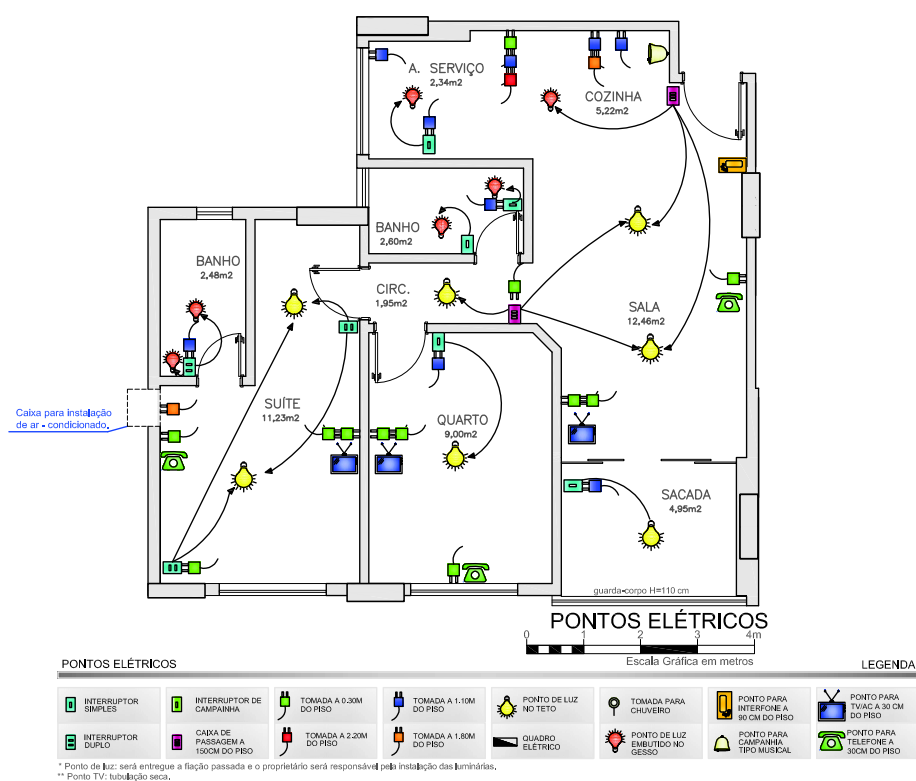 A. SERVIÇO
2,34m2
COZINHA
5,22m2
BANHO
2,60m2
BANHO
2,48m2
CIRC.
1,95m2
SALA
12,46m2
Caixa para instalação
de ar - condicionado.
SUÍTE
11,23m2
QUARTO
9,00m2
SACADA
4,95m2
guarda-corpo H=110 cm
PONTOS ELÉTRICOS
0 1 2 3 4m
Escala Gráfica em metros
PONTOS ELÉTRICOS
LEGENDA
INTERRUPTOR
SIMPLES
INTERRUPTOR DE
CAMPAINHA
TOMADA A 0.30M
DO PISO
TOMADA A 1.10M
DO PISO
PONTO DE LUZ
NO TETO
TOMADA PARA
CHUVEIRO
PONTO PARA
INTERFONE A
90 CM DO PISO
PONTO PARA
TV/AC A 30 CM
DO PISO
INTERRUPTOR
DUPLO
CAIXA DE
PASSAGEM A
150CM DO PISO
TOMADA A 2.20M
DO PISO
TOMADA A 1.80M
DO PISO
QUADRO
ELÉTRICO
PONTO DE LUZ
EMBUTIDO NO
GESSO
PONTO PARA
CAMPANHIA
TIPO MUSICAL
PONTO PARA
TELEFONE A
30CM DO PISO
* Ponto de luz: será entregue a fiação passada e o proprietário será responsável pela instalação das luminárias.
** Ponto TV: tubulação seca.